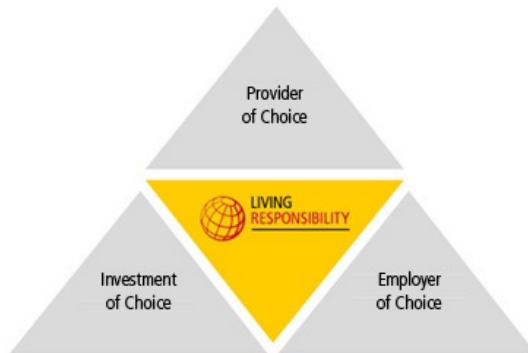 Provider
of Choice
LIVING
RESPONSIBILITY
Investment
of Choice
Employer
of Choice